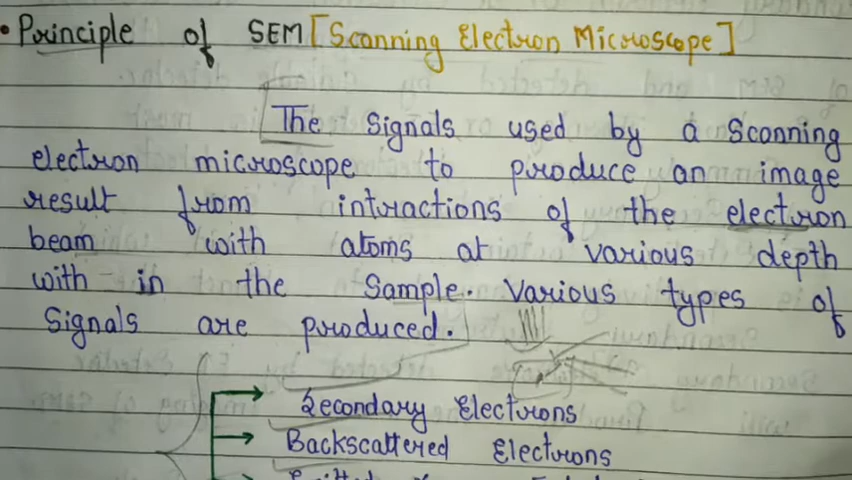 • Principle of SEM [Scanning Electron Microscope]
The Signals used by a Scanning
electron microscope to produce an image
result from intractions of the electron
beam with atoms at various depth
with in the Sample. Various types of
Signals are produced.
Secondary Electrons
Backscattered Electrons